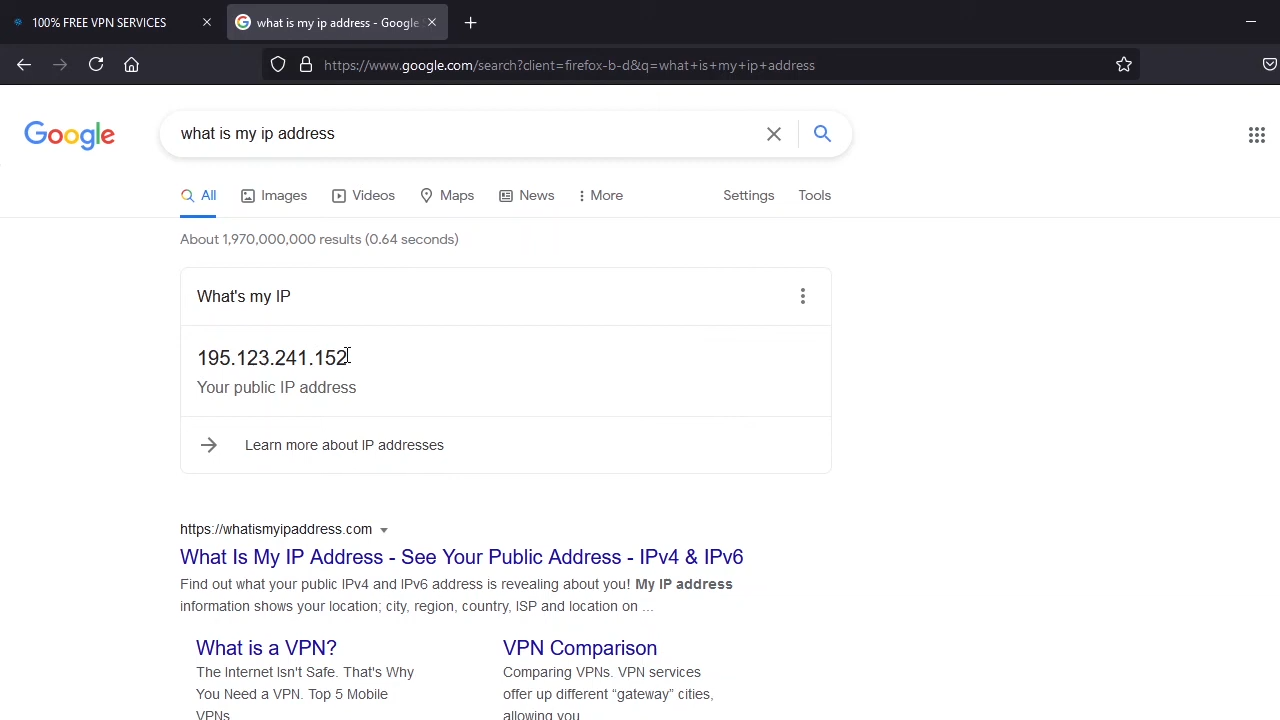 100% FREE VPN SERVICES
what is my ip address - Google
https://www.google.com/search?client=firefox-b-d&q=what+is+my+ip+address
Google
what is my ip address
All Images Videos Maps News More Settings Tools
About 1,970,000,000 results (0.64 seconds)
What's my IP
195.123.241.152
Your public IP address
Learn more about IP addresses
https://whatismyipaddress.com
What Is My IP Address - See Your Public Address - IPv4 & IPv6
Find out what your public IPv4 and IPv6 address is revealing about you! My IP address
information shows your location; city, region, country, ISP and location on ...
What is a VPN?
The Internet Isn't Safe. That's Why
You Need a VPN. Top 5 Mobile
VPNs
VPN Comparison
Comparing VPNs. VPN services
offer up different “gateway” cities,
allowing you